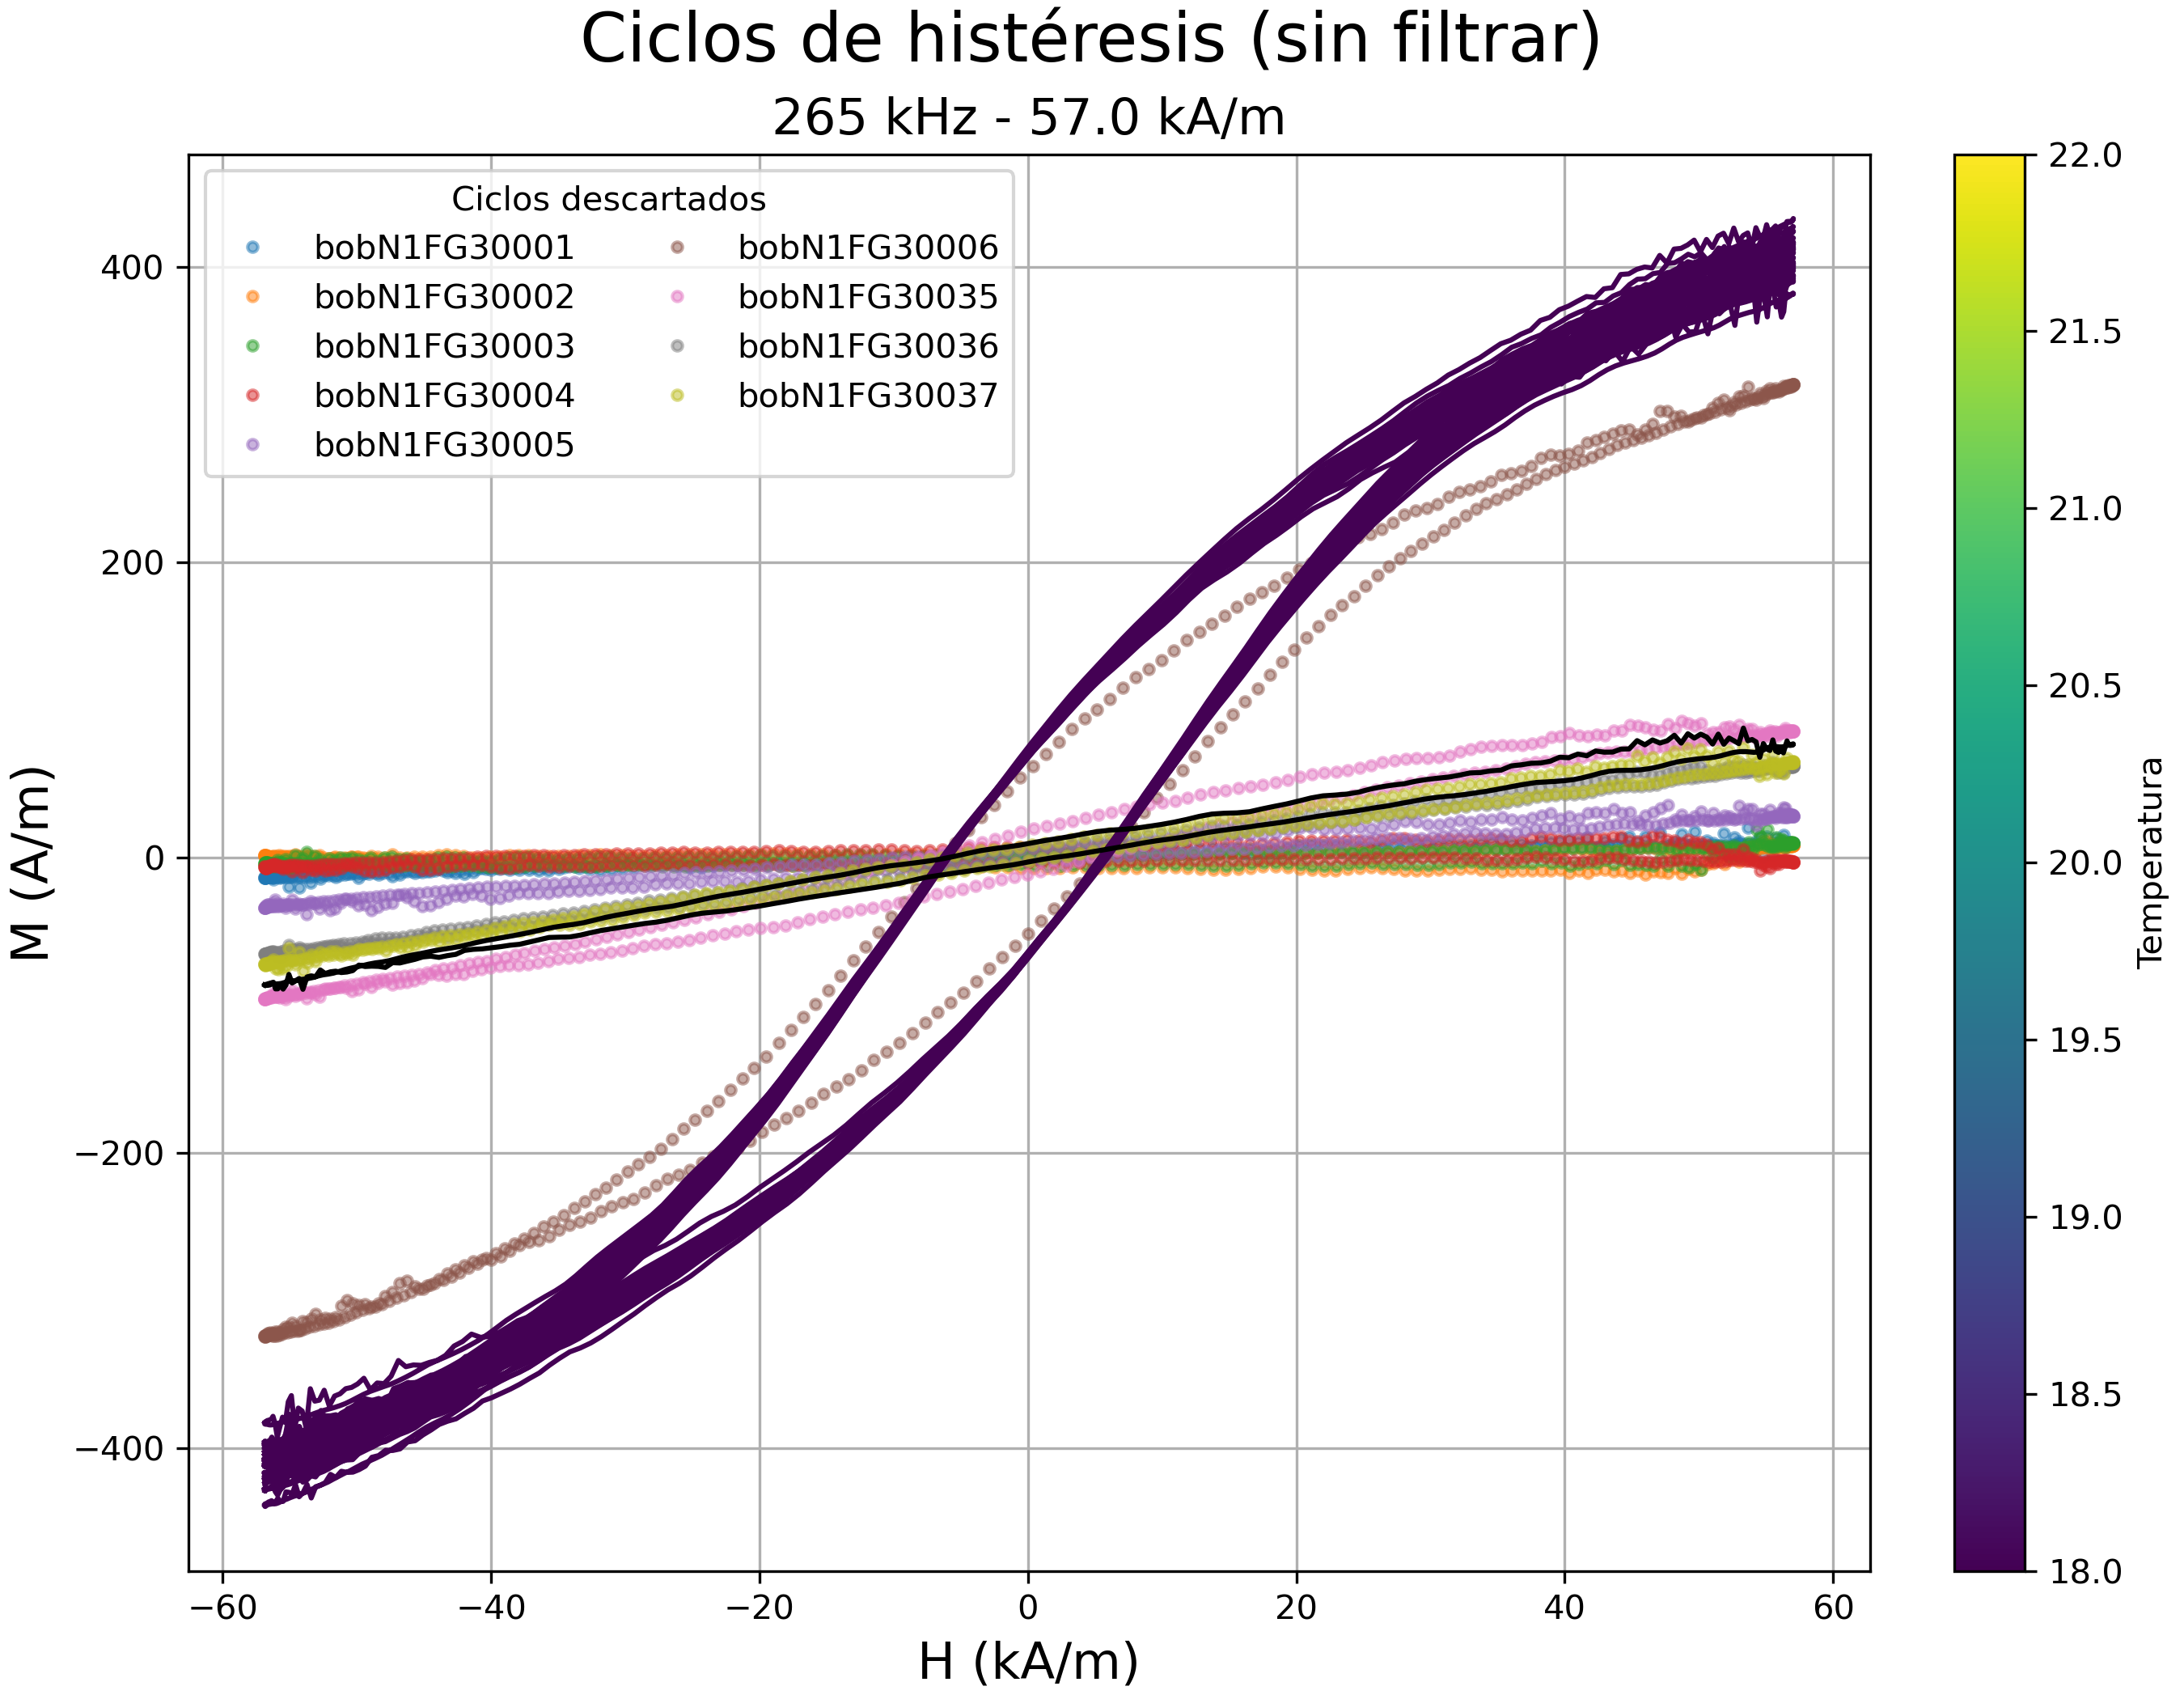 Ciclos de histéresis (sin filtrar)
265 kHz - 57.0 kA/m
Ciclos descartados
bobN1FG30001
bobN1FG30002
bobN1FG30003
bobN1FG30004
bobN1FG30005
bobN1FG30006
bobN1FG30035
bobN1FG30036
bobN1FG30037
M (A/m)
400
200
0
−200
−400
−60
−40
−20
0
20
40
60
H (kA/m)
22.0
21.5
21.0
20.5
20.0
19.5
19.0
18.5
18.0
Temperatura